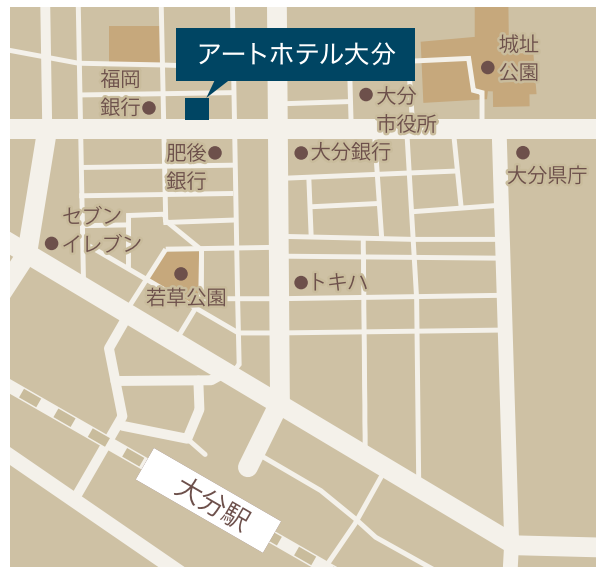 アートホテル大分
城址
公園
福岡
銀行
大分
市役所
肥後
銀行
大分銀行
大分県庁
セブン
イレブン
若草公園
トキハ
大分駅